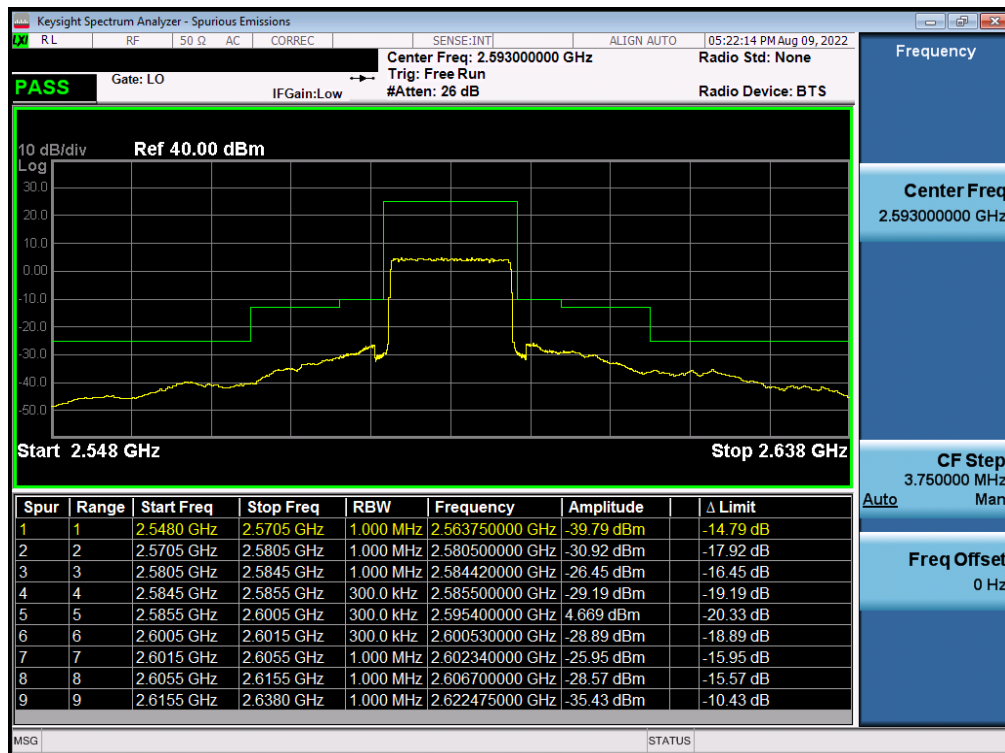 Keysight Spectrum Analyzer - Spurious Emissions
LXI RL RF 50 Ω AC CORREC SENSE:INT ALIGN AUTO 05:22:14 PM Aug 09, 2022
PASS Gate: LO IFGain:Low
Center Freq: 2.593000000 GHz Radio Std: None
Trig: Free Run
#Atten: 26 dB Radio Device: BTS
10 dB/div Ref 40.00 dBm
Log
30.0
20.0
10.0
0.00
-10.0
-20.0
-30.0
-40.0
-50.0
Start 2.548 GHz Stop 2.638 GHz
Spur Range Start Freq Stop Freq RBW Frequency Amplitude Δ Limit
1 1 2.5480 GHz 2.5705 GHz 1.000 MHz 2.563750000 GHz -39.79 dBm -14.79 dB
2 2 2.5705 GHz 2.5805 GHz 1.000 MHz 2.580500000 GHz -30.92 dBm -17.92 dB
3 3 2.5805 GHz 2.5845 GHz 1.000 MHz 2.584420000 GHz -26.45 dBm -16.45 dB
4 4 2.5845 GHz 2.5855 GHz 300.0 kHz 2.585500000 GHz -29.19 dBm -19.19 dB
5 5 2.5855 GHz 2.6005 GHz 300.0 kHz 2.595400000 GHz 4.669 dBm -20.33 dB
6 6 2.6005 GHz 2.6015 GHz 300.0 kHz 2.600530000 GHz -28.89 dBm -18.89 dB
7 7 2.6015 GHz 2.6055 GHz 1.000 MHz 2.602340000 GHz -25.95 dBm -15.95 dB
8 8 2.6055 GHz 2.6155 GHz 1.000 MHz 2.606700000 GHz -28.57 dBm -15.57 dB
9 9 2.6155 GHz 2.6380 GHz 1.000 MHz 2.622475000 GHz -35.43 dBm -10.43 dB
MSG STATUS
Frequency
Center Freq
2.593000000 GHz
CF Step
3.750000 MHz
Auto Man
Freq Offset
0 Hz